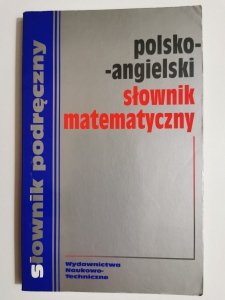 polsko-
-angielski
słownik
matematyczny
słownik podręczny
Wydawnictwa
Naukowo-
Techniczne